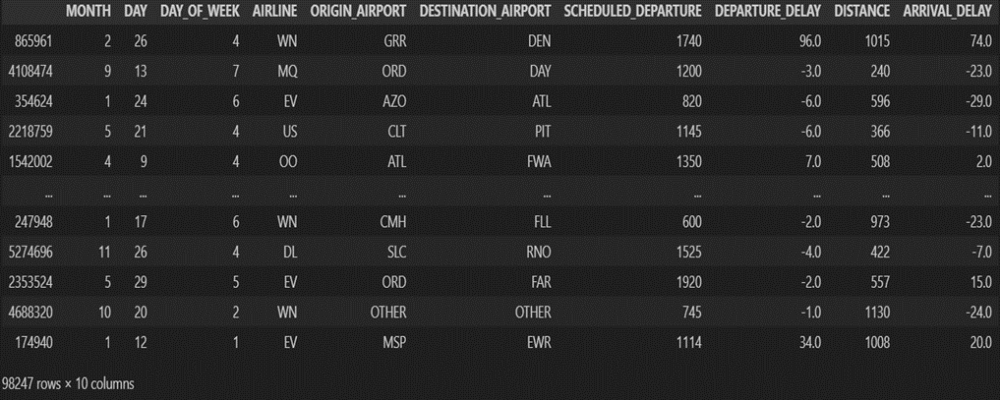 MONTH DAY DAY_OF_WEEK AIRLINE ORIGIN_AIRPORT DESTINATION_AIRPORT SCHEDULED_DEPARTURE DEPARTURE_DELAY DISTANCE ARRIVAL_DELAY
865961 2 26 4 WN GRR DEN 1740 96.0 1015 74.0
4108474 9 13 7 MQ ORD DAY 1200 -3.0 240 -23.0
354624 1 24 6 EV AZO ATL 820 -6.0 596 -29.0
2218759 5 21 4 US CLT PIT 1145 -6.0 366 -11.0
1542002 4 9 4 OO ATL FWA 1350 7.0 508 2.0
... ... ... ... ... ... ... ... ... ... ...
247948 1 17 6 WN CMH FLL 600 -2.0 973 -23.0
5274696 11 26 4 DL SLC RNO 1525 -4.0 422 -7.0
2353524 5 29 5 EV ORD FAR 1920 -2.0 557 15.0
4688320 10 20 2 WN OTHER OTHER 745 -1.0 1130 -24.0
174940 1 12 1 EV MSP EWR 1114 34.0 1008 20.0
98247 rows × 10 columns